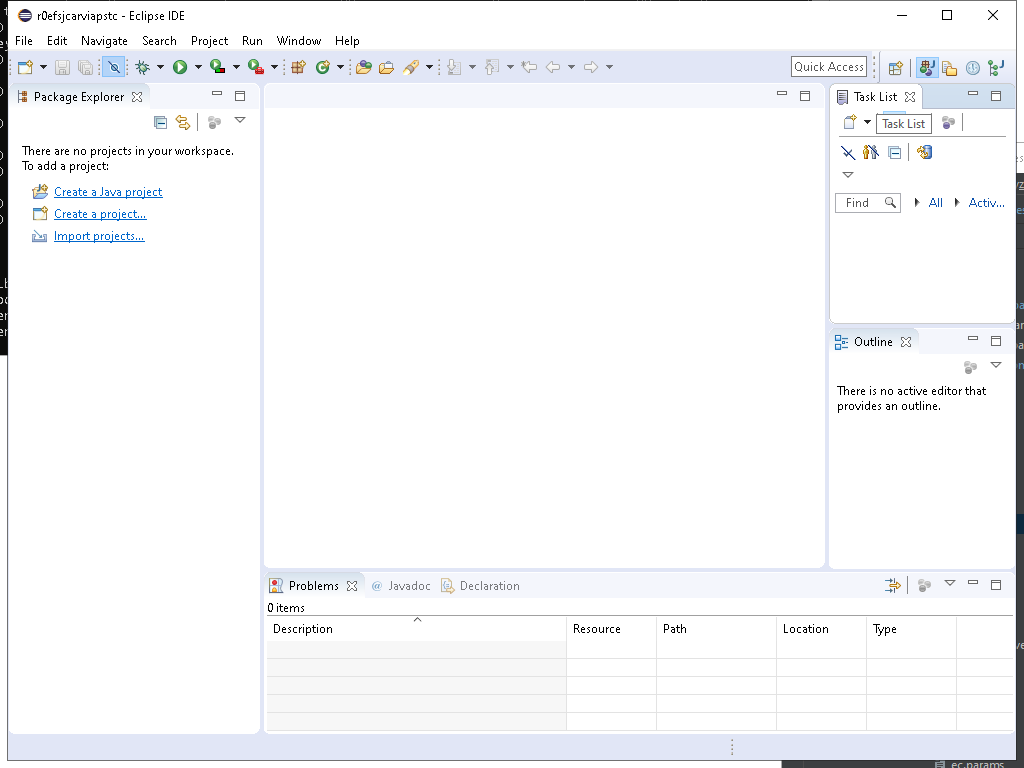 r0efsjcarviapstc - Eclipse IDE
File Edit Navigate Search Project Run Window Help
Quick Access
Package Explorer
Task List
Task List
There are no projects in your workspace.
To add a project:
Create a Java project
Create a project...
Import projects...
Find
All
Activ...
Outline
There is no active editor that
provides an outline.
Problems
@ Javadoc
Declaration
0 items
Description Resource Path Location Type
ec.params